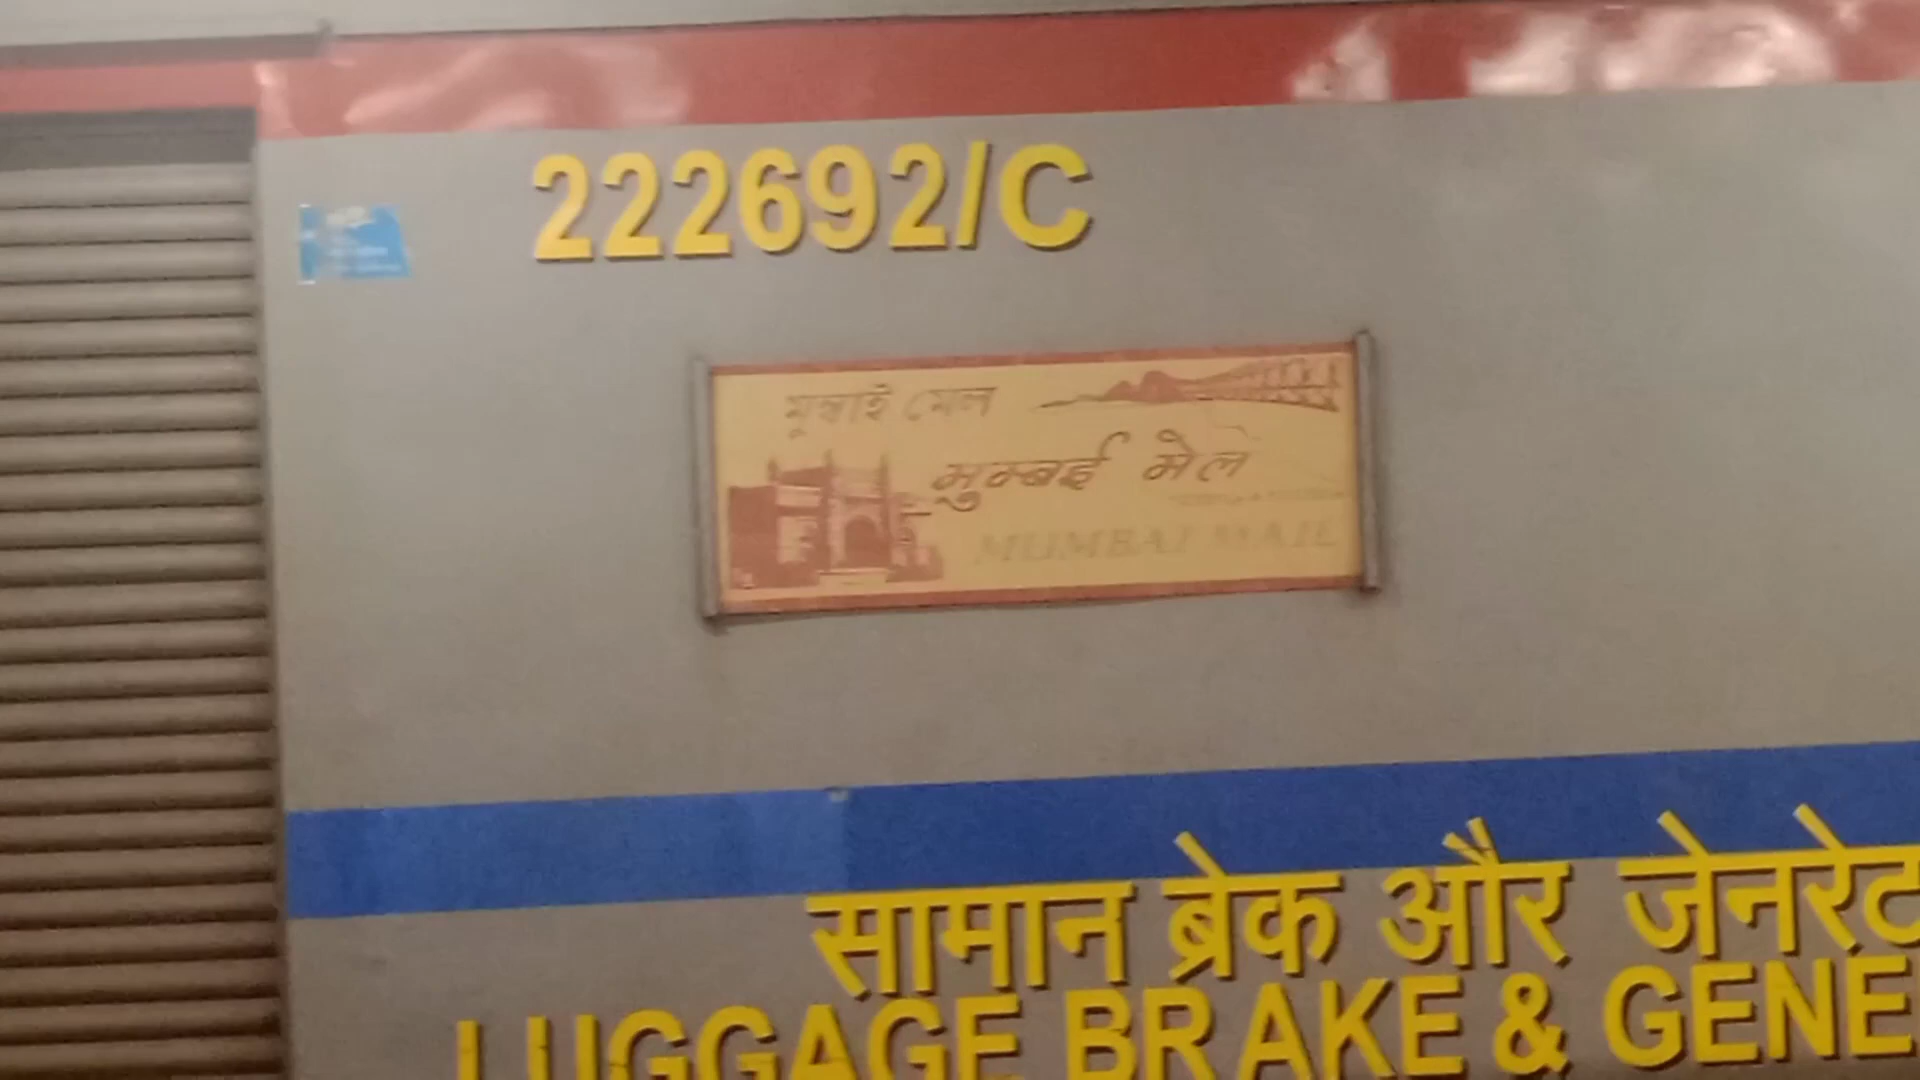 222692/C
মুম্বাই মেল
मुम्बई मेल
MUMBAI MAIL
सामान ब्रेक और जेनरेट
LUGGAGE BRAKE & GENE